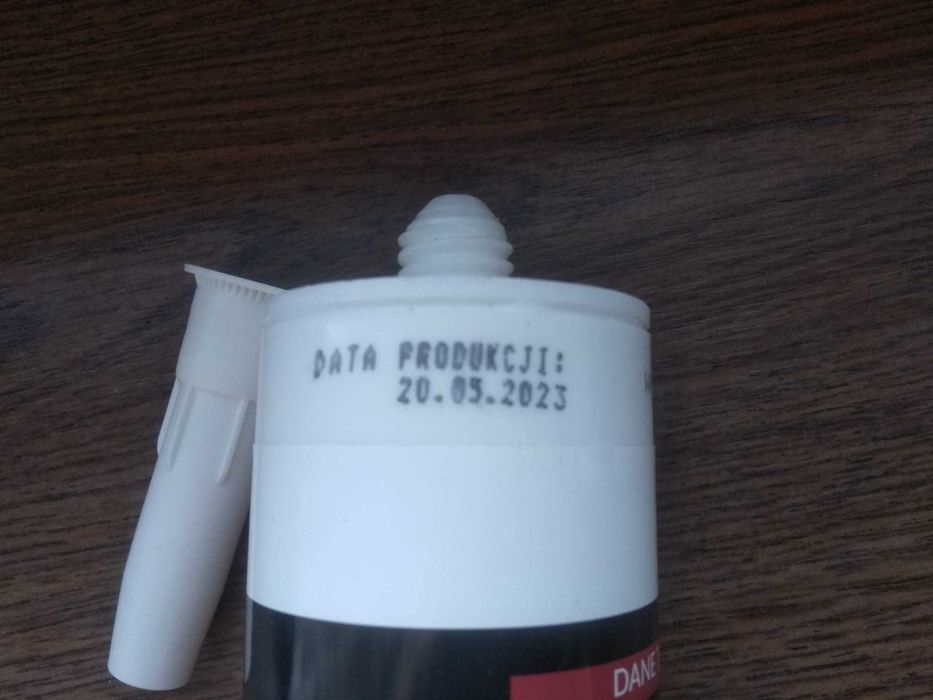 DATA PRODUKCJI:
20.05.2023
DANE